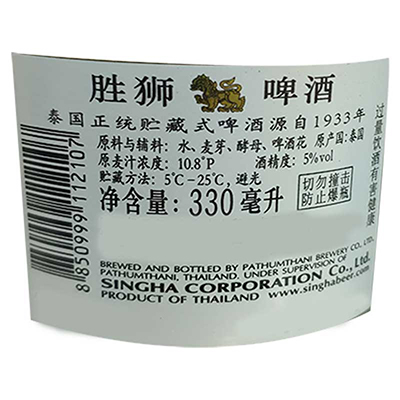 胜狮 啤酒
泰国正统贮藏式啤酒源自1933年
原料与辅料: 水、麦芽、酵母、啤酒花 原产国: 泰国
原麦汁浓度: 10.8°P 酒精度: 5%vol
贮藏方法: 5°C-25°C, 避光
净含量: 330 毫升
切勿撞击
防止爆瓶
过量饮酒有害健康
8 850999 112107
BREWED AND BOTTLED BY PATHUMTHANI BREWERY CO., LTD.,
PATHUMTHANI, THAILAND. UNDER SUPERVISION OF
SINGHA CORPORATION Co., Ltd.
PRODUCT OF THAILAND www.singhabeer.com